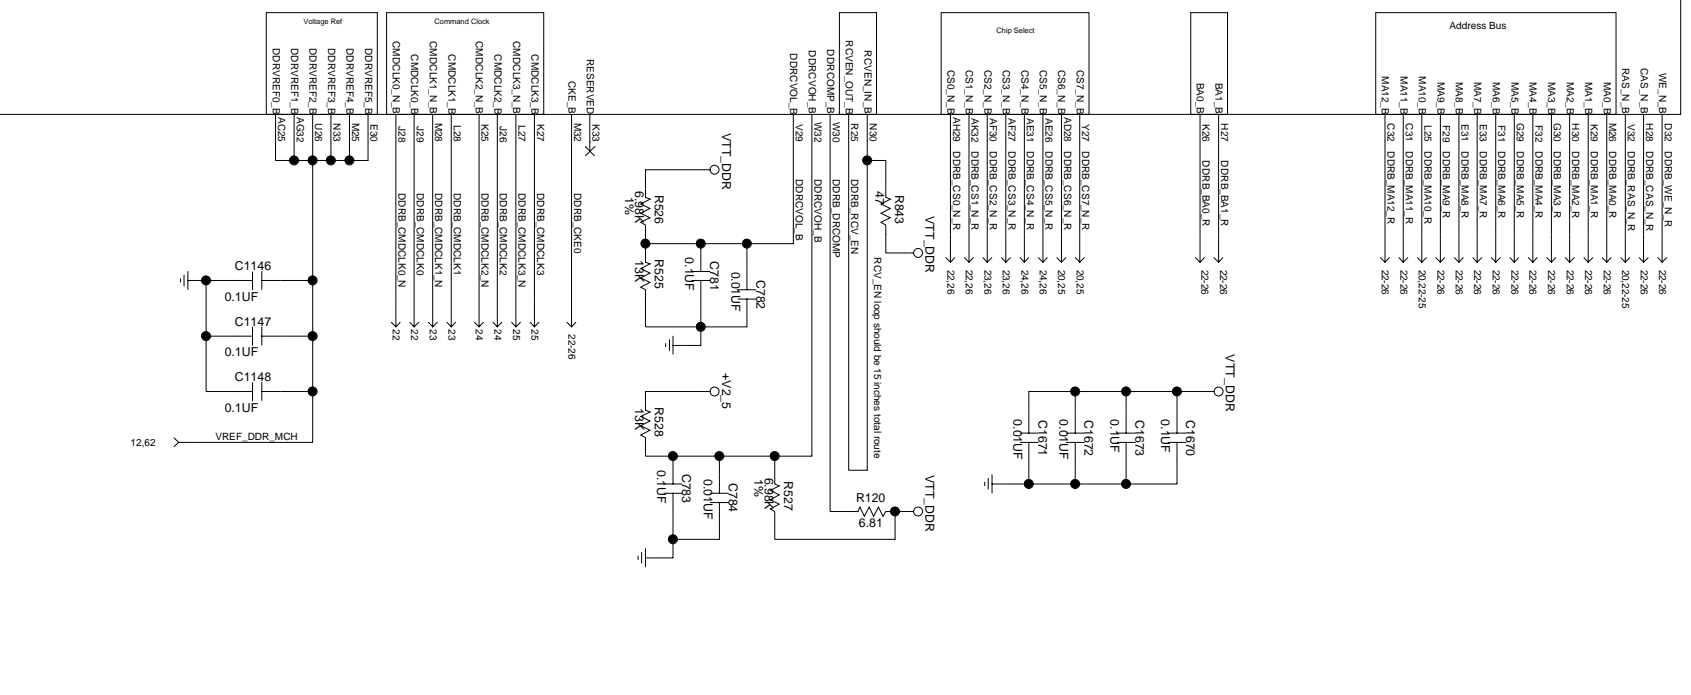 Voltage Ref
Command Clock
Chip Select
Address Bus
DDRVREF0_B
DDRVREF1_B
DDRVREF2_B
DDRVREF3_B
DDRVREF4_B
DDRVREF5_B
CMDCLK0_N_B
CMDCLK0_B
CMDCLK1_N_B
CMDCLK1_B
CMDCLK2_N_B
CMDCLK2_B
CMDCLK3_N_B
CMDCLK3_B
CKE_B
RESERVED
DDRCVOL_B
DDRCVOH_B
DDRCOMP_B
RCVEN_OUT_B
RCVEN_IN_B
CS0_N_B
CS1_N_B
CS2_N_B
CS3_N_B
CS4_N_B
CS5_N_B
CS6_N_B
CS7_N_B
BA0_B
BA1_B
MA12_B
MA11_B
MA10_B
MA9_B
MA8_B
MA7_B
MA6_B
MA5_B
MA4_B
MA3_B
MA2_B
MA1_B
MA0_B
RAS_N_B
CAS_N_B
WE_N_B
AC25
AG32
U26
N33
M25
E30
J28
J29
M28
L28
K25
J26
L27
K27
M32
K33
V29
W32
W30
R25
N30
AH29
AK32
AF30
AF27
AE31
AE26
AD28
Y27
K26
H27
C32
C31
L25
F29
E31
E33
F31
G29
F32
G30
H30
K29
M26
V32
H28
D32
DDRB_CMDCLK0_N
DDRB_CMDCLK0
DDRB_CMDCLK1_N
DDRB_CMDCLK1
DDRB_CMDCLK2_N
DDRB_CMDCLK2
DDRB_CMDCLK3_N
DDRB_CMDCLK3
DDRB_CKE0
DDRCVOL_B
DDRCVOH_B
DDRB_DRCOMP
DDRB_RCV_EN
DDRB_CS0_N_R
DDRB_CS1_N_R
DDRB_CS2_N_R
DDRB_CS3_N_R
DDRB_CS4_N_R
DDRB_CS5_N_R
DDRB_CS6_N_R
DDRB_CS7_N_R
DDRB_BA0_R
DDRB_BA1_R
DDRB_MA12_R
DDRB_MA11_R
DDRB_MA10_R
DDRB_MA9_R
DDRB_MA8_R
DDRB_MA7_R
DDRB_MA6_R
DDRB_MA5_R
DDRB_MA4_R
DDRB_MA3_R
DDRB_MA2_R
DDRB_MA1_R
DDRB_MA0_R
DDRB_RAS_N_R
DDRB_CAS_N_R
DDRB_WE_N_R
22
22
23
23
24
24
25
25
22-26
22,26
22,26
23,26
23,26
24,26
24,26
20,25
20,25
22-26
22-26
22-26
22-26
20,22-25
22-26
22-26
22-26
22-26
22-26
22-26
22-26
22-26
22-26
22-26
20,22-25
22-26
22-26
VTT_DDR
R526
6.98K
1%
R525
13K
C781
0.1UF
C782
0.01UF
R843
47
VTT_DDR
RCV_EN loop should be 15 inches total route
C1146
0.1UF
C1147
0.1UF
C1148
0.1UF
12,62
VREF_DDR_MCH
+V2_5
R528
13K
C783
0.1UF
C784
0.01UF
R527
6.98K
1%
R120
6.81
VTT_DDR
VTT_DDR
C1671
0.01UF
C1672
0.01UF
C1673
0.1UF
C1670
0.1UF